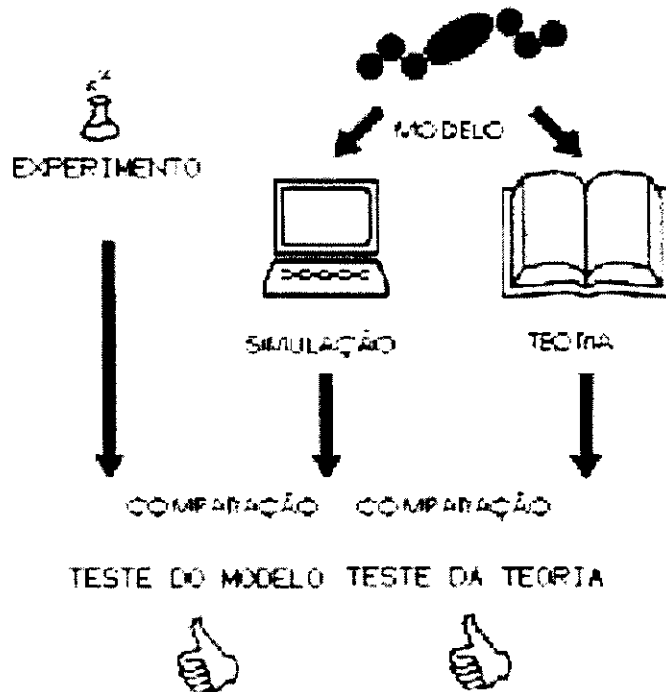 MODELO
EXPERIMENTO
SIMULAÇÃO
TEORIA
COMPARAÇÃO COMPARAÇÃO
TESTE DO MODELO TESTE DA TEORIA